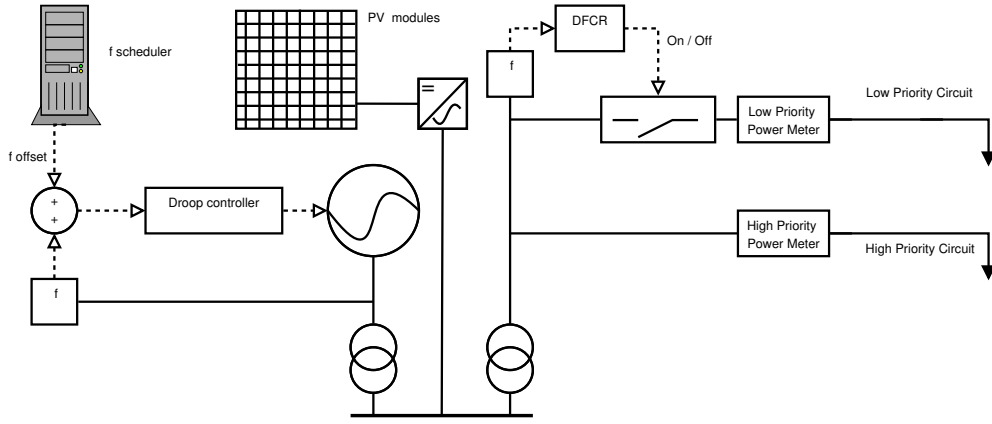 PV modules
DFCR
f scheduler
On / Off
f
Low Priority Circuit
Low Priority
Power Meter
f offset
+
+
Droop controller
High Priority
Power Meter
High Priority Circuit
f